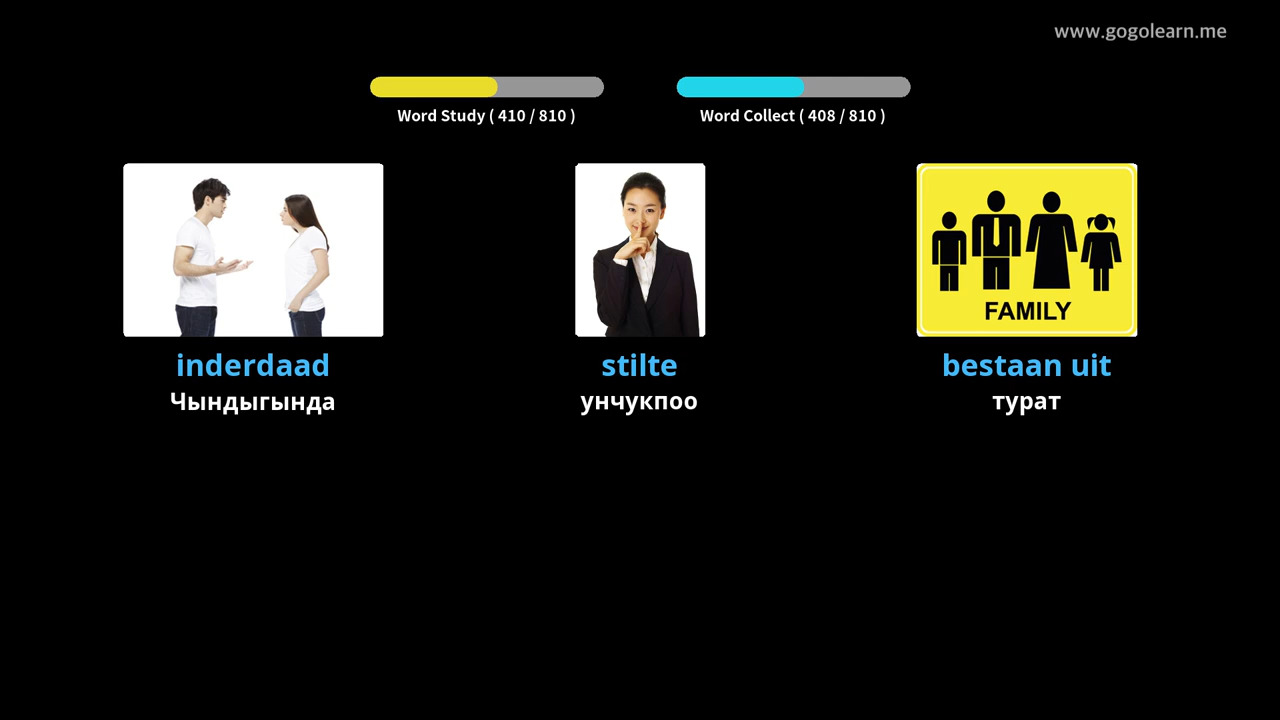 www.gogolearn.me
Word Study ( 410 / 810 )
Word Collect ( 408 / 810 )
FAMILY
inderdaad
stilte
bestaan uit
Чындыгында
унчукпоо
турат